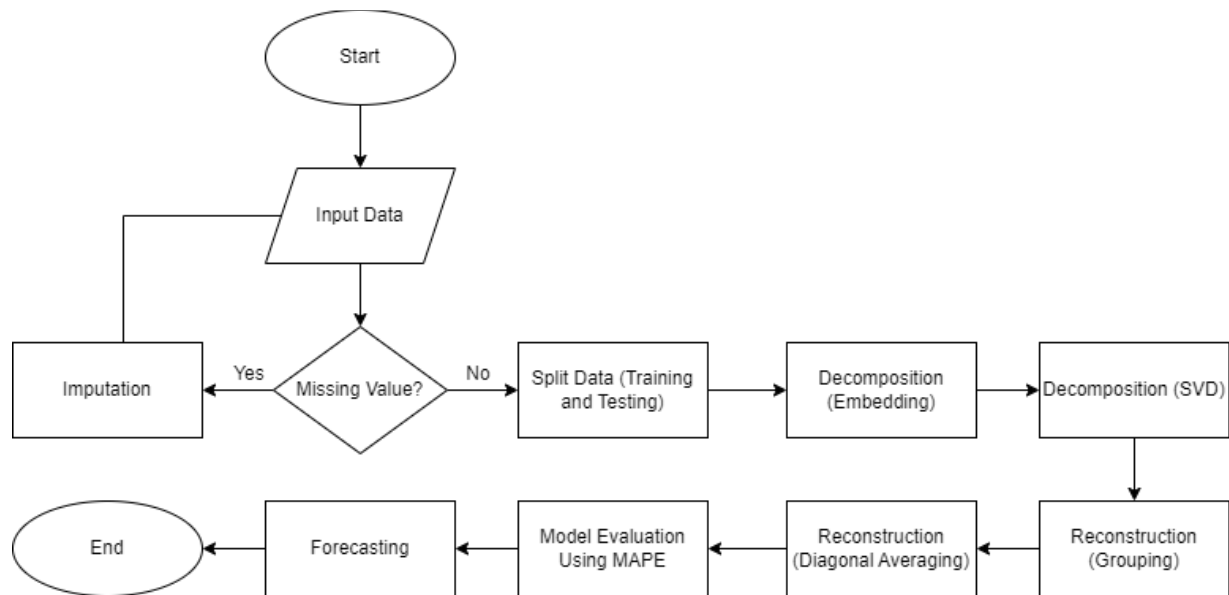 Start
Input Data
Imputation
Yes
Missing Value?
No
Split Data (Training
and Testing)
Decomposition
(Embedding)
Decomposition (SVD)
End
Forecasting
Model Evaluation
Using MAPE
Reconstruction
(Diagonal Averaging)
Reconstruction
(Grouping)